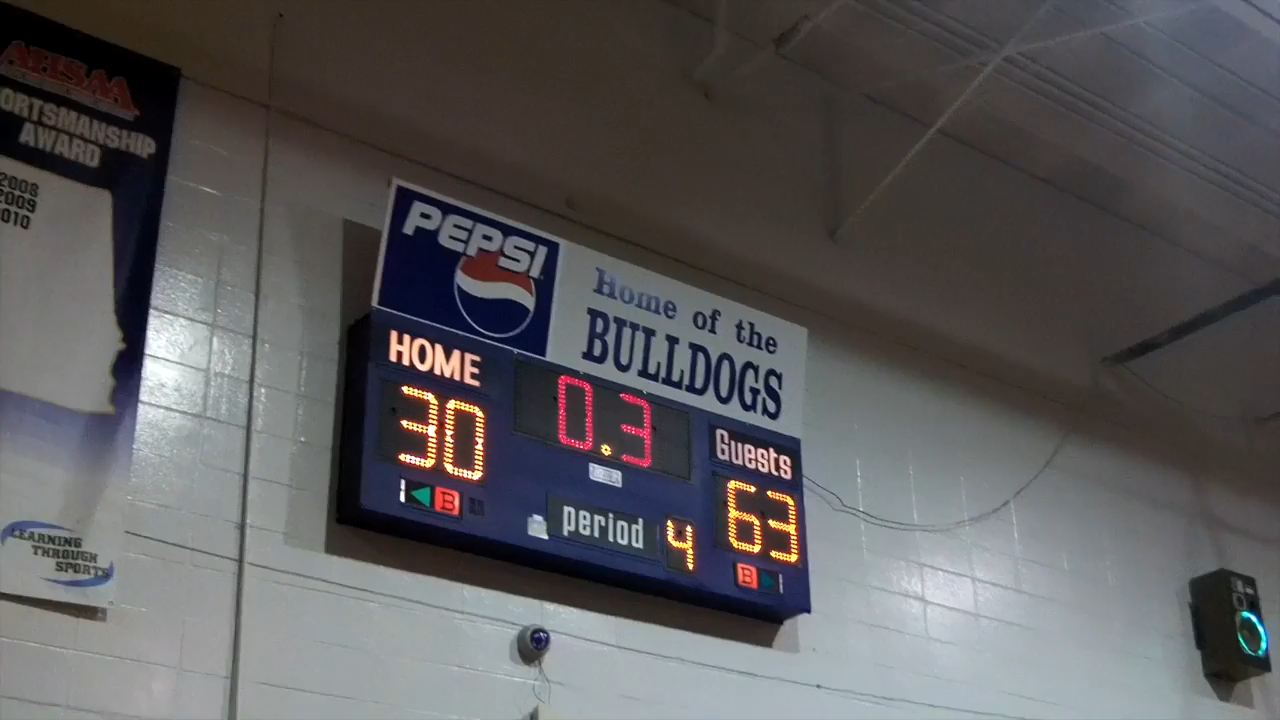 AHSAA
ORTSMANSHIP
AWARD
2008
2009
010
LEARNING
THROUGH
SPORTS
PEPSI
Home of the
BULLDOGS
HOME
30
0.3
Guests
63
B
period 4
B